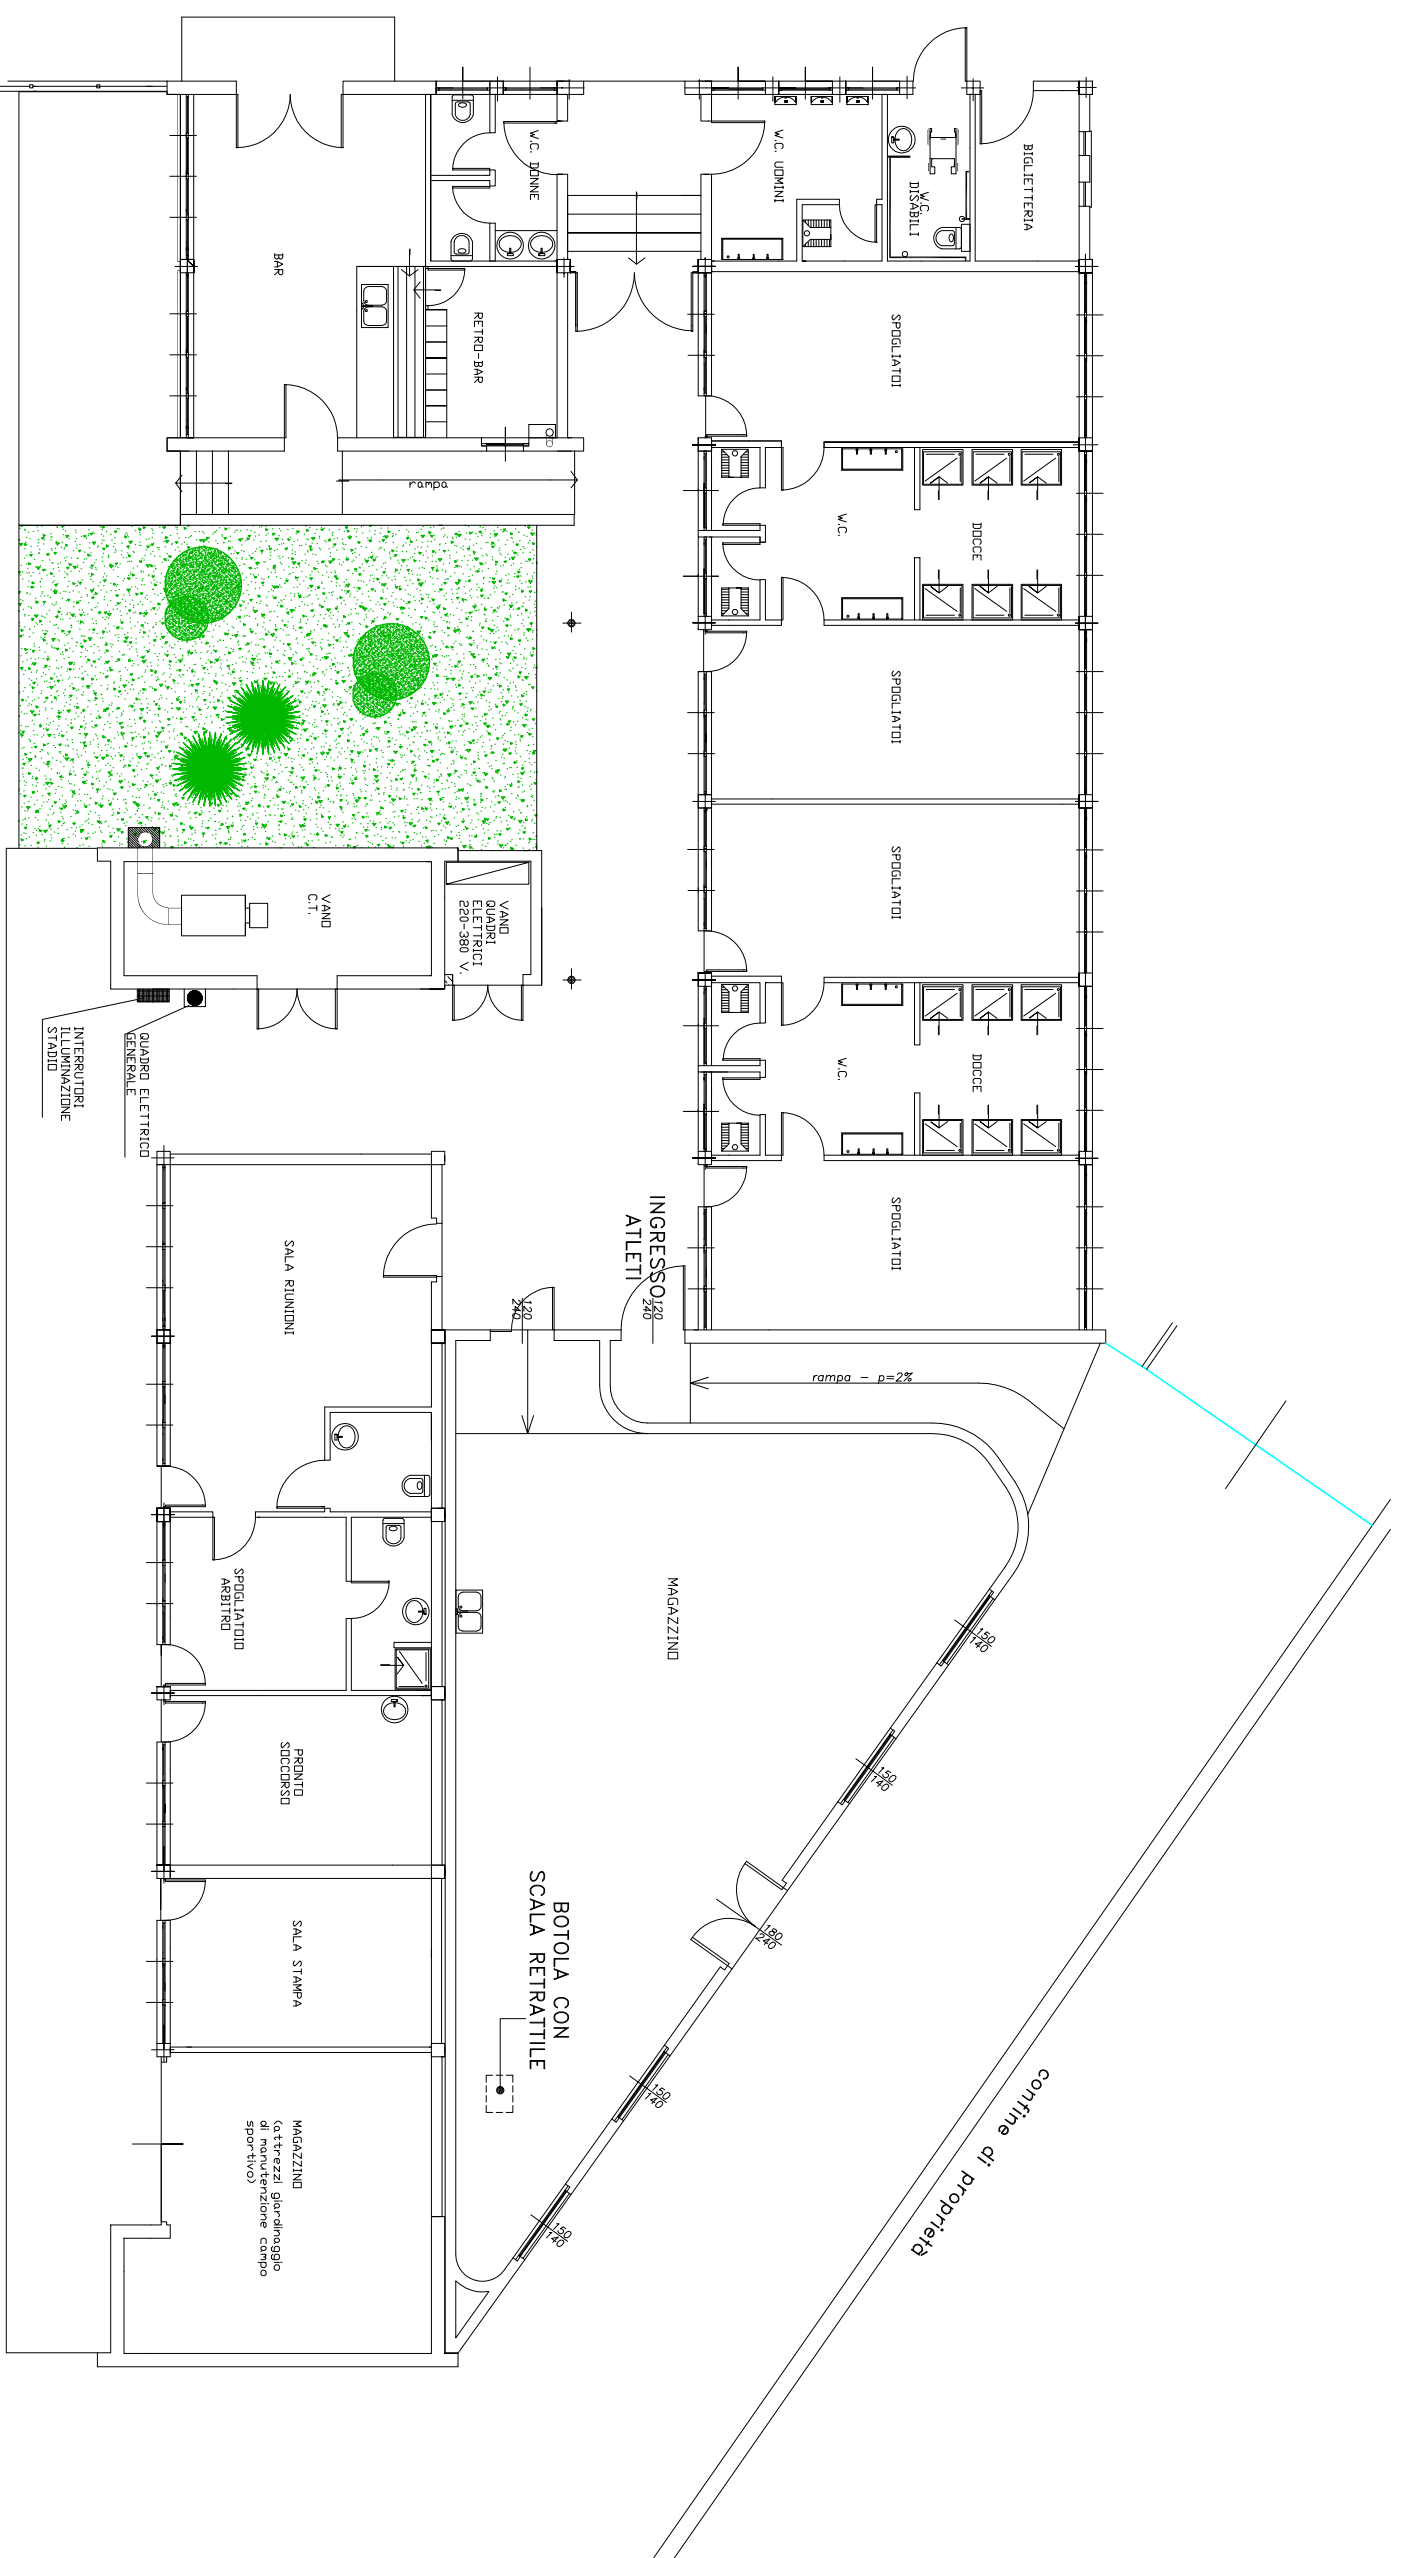 BIGLIETTERIA
W.C.
DISABILI
W.C. UOMINI
W.C. DONNE
BAR
RETRO-BAR
rampa
SPOGLIATOI
DOCCE
W.C.
SPOGLIATOI
SPOGLIATOI
DOCCE
W.C.
SPOGLIATOI
VANO
C.T.
VANO
QUADRI
ELETTRICI
220-380 V.
QUADRO ELETTRICO
GENERALE
INTERRUTORI
ILLUMINAZIONE
STADIO
INGRESSO
ATLETI
120
240
120
240
rampa - p=2%
SALA RIUNIONI
SPOGLIATOIO
ARBITRO
PRONTO
SOCCORSO
SALA STAMPA
MAGAZZINO
(attrezzi giardinaggio
di manutenzione campo
sportivo)
MAGAZZINO
150
140
150
140
180
240
150
140
150
140
BOTOLA CON
SCALA RETRATTILE
confine di proprietà